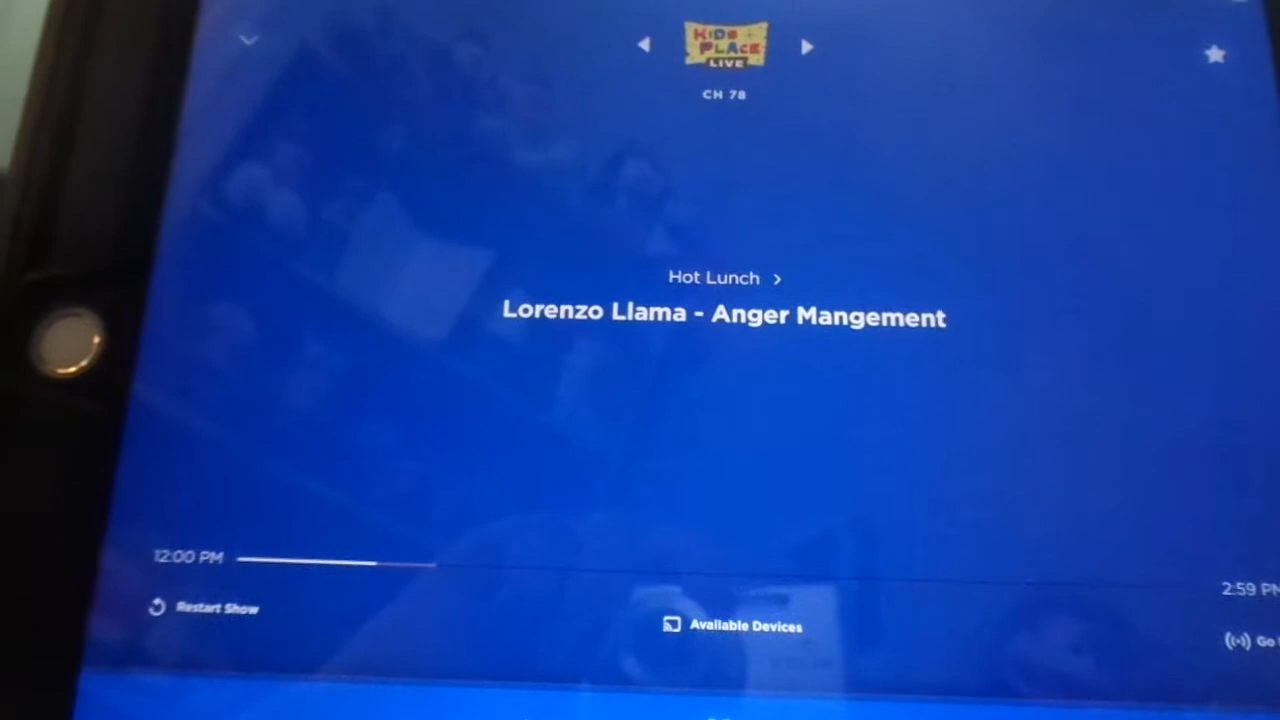 KIDS
PLACE
LIVE
CH 78
Hot Lunch >
Lorenzo Llama - Anger Mangement
12:00 PM
2:59 PM
Restart Show
Available Devices
Go